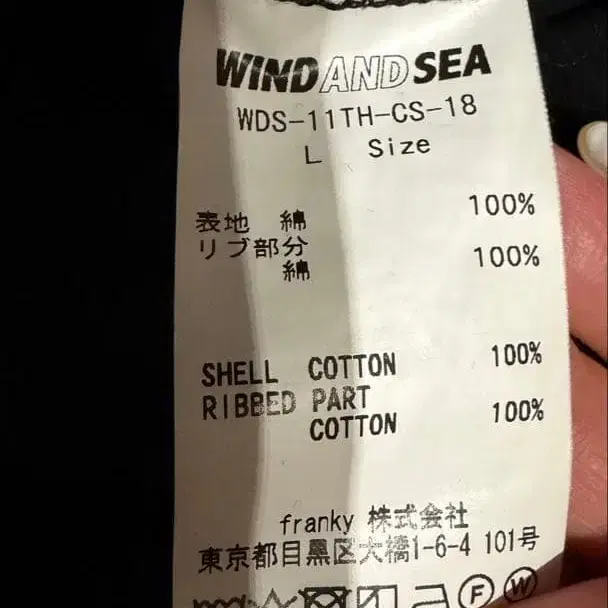 WIND AND SEA
WDS-11TH-CS-18
L Size
表地 綿 100%
リブ部分
綿 100%
SHELL COTTON 100%
RIBBED PART
COTTON 100%
franky 株式会社
東京都目黒区大橋1-6-4 101号
F W